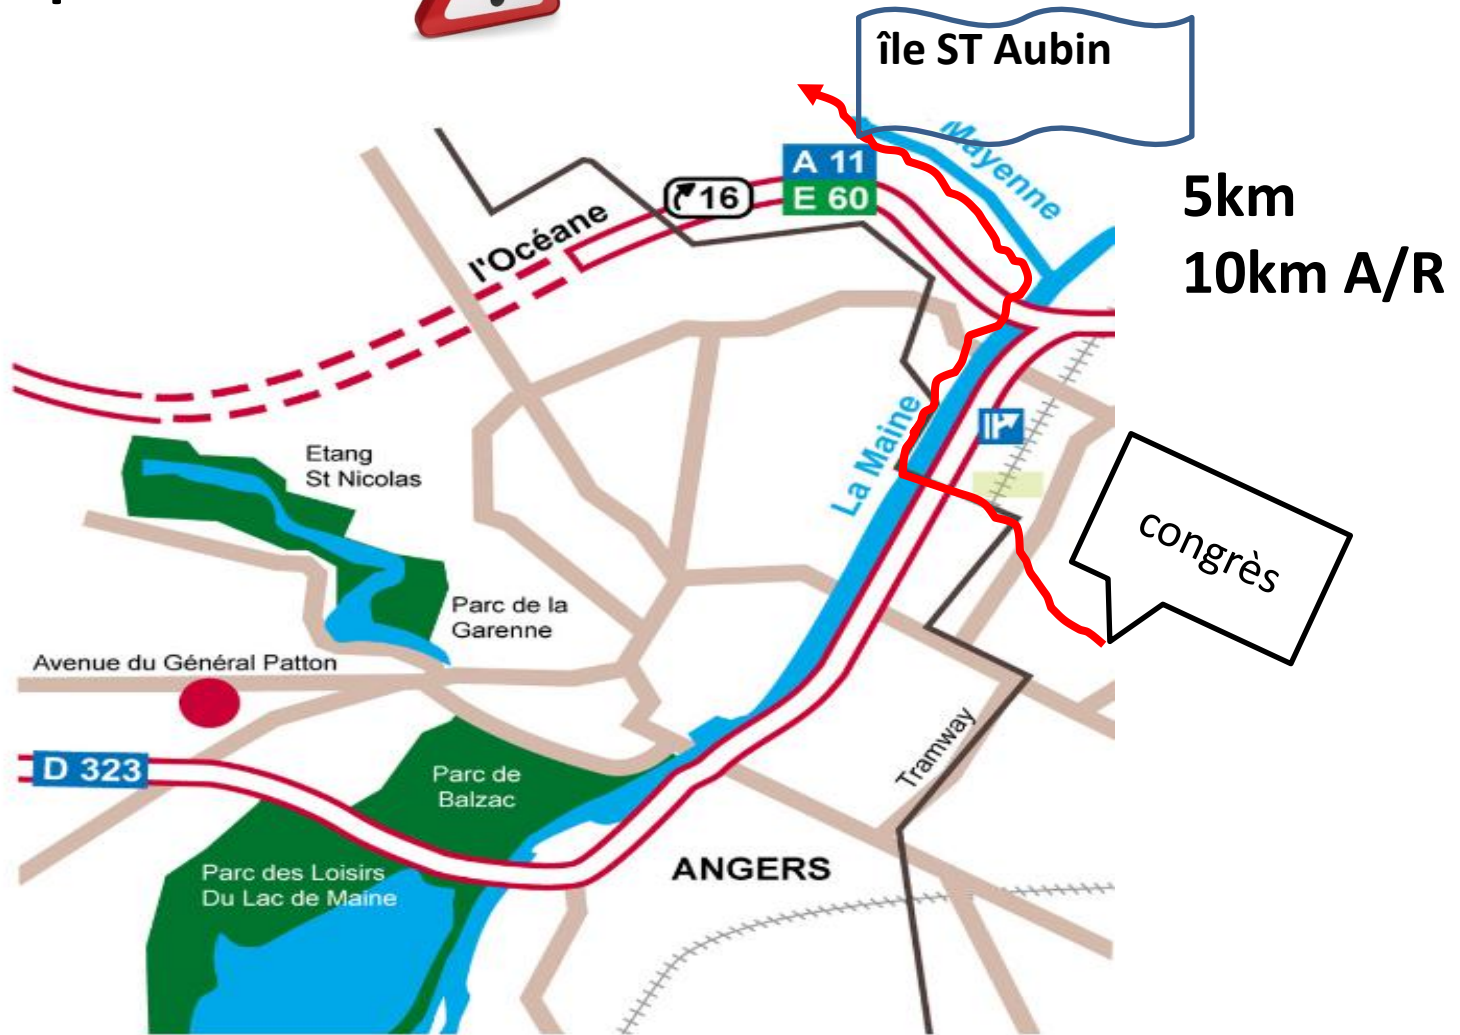 île ST Aubin
Mayenne
A 11
E 60
16
5km
10km A/R
l'Océane
La Maine
Etang
St Nicolas
congrès
Parc de la
Garenne
Avenue du Général Patton
Tramway
D 323
Parc de
Balzac
ANGERS
Parc des Loisirs
Du Lac de Maine